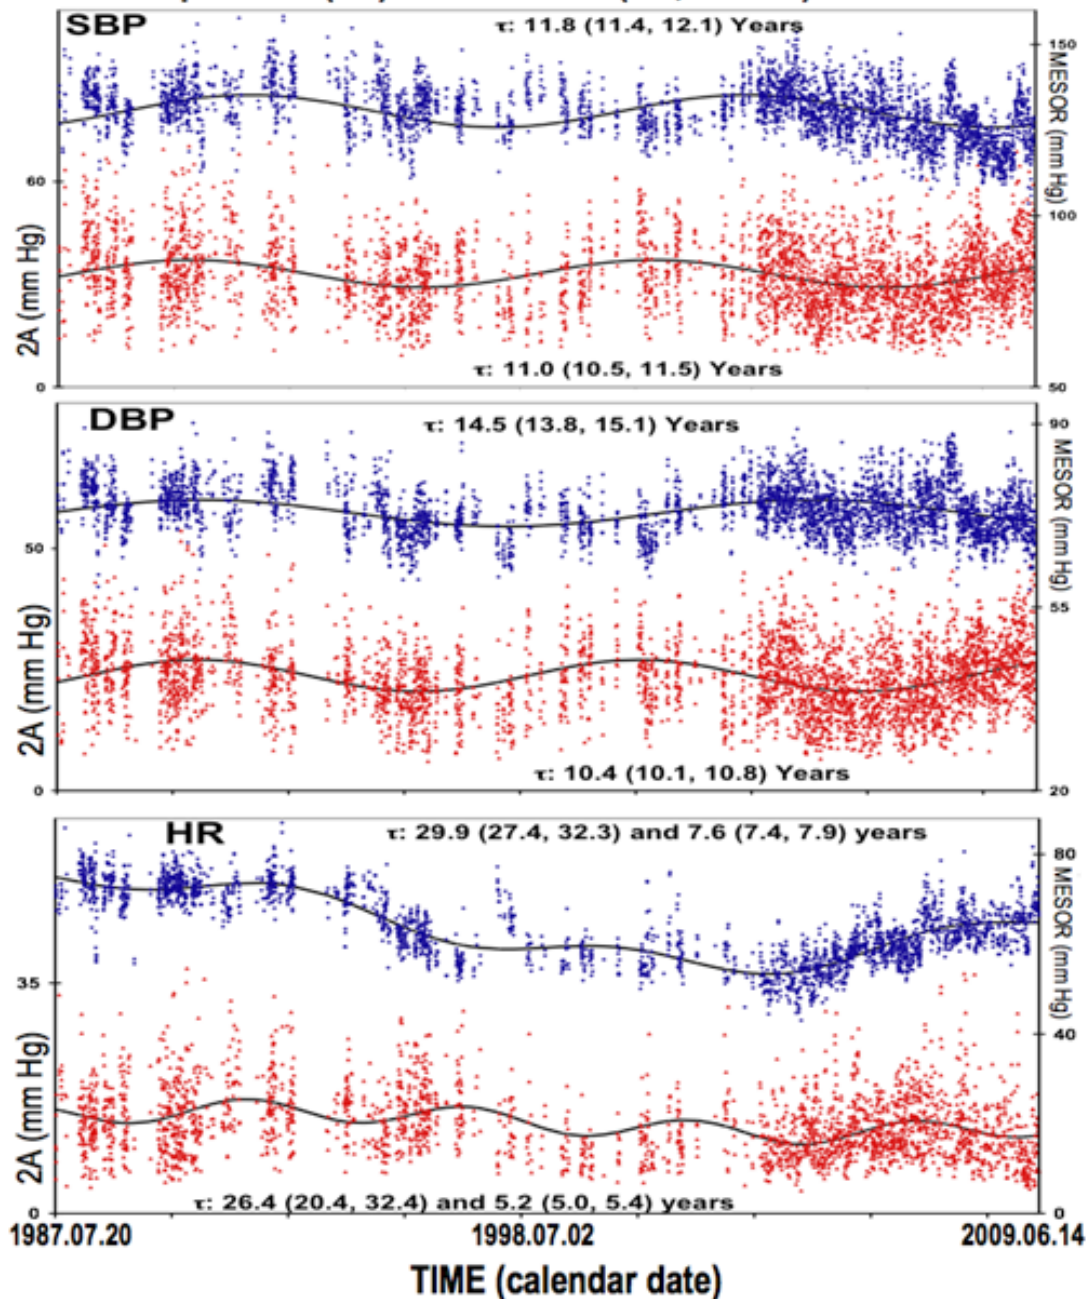 SBP
τ: 11.8 (11.4, 12.1) Years
150
MESOR (mm Hg)
60
100
2A (mm Hg)
τ: 11.0 (10.5, 11.5) Years
0
50
DBP
τ: 14.5 (13.8, 15.1) Years
90
MESOR (mm Hg)
50
55
2A (mm Hg)
τ: 10.4 (10.1, 10.8) Years
0
20
HR
τ: 29.9 (27.4, 32.3) and 7.6 (7.4, 7.9) years
80
MESOR (mm Hg)
35
40
2A (mm Hg)
τ: 26.4 (20.4, 32.4) and 5.2 (5.0, 5.4) years
0
0
1987.07.20
1998.07.02
2009.06.14
TIME (calendar date)